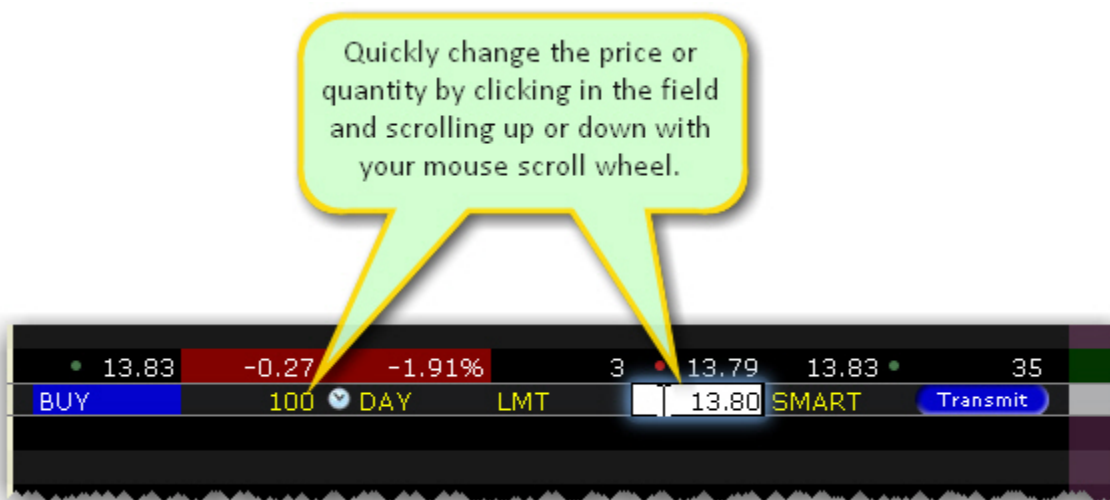 Quickly change the price or
quantity by clicking in the field
and scrolling up or down with
your mouse scroll wheel.
13.83 -0.27 -1.91% 3 13.79 13.83 35
BUY 100 DAY LMT 13.80 SMART Transmit